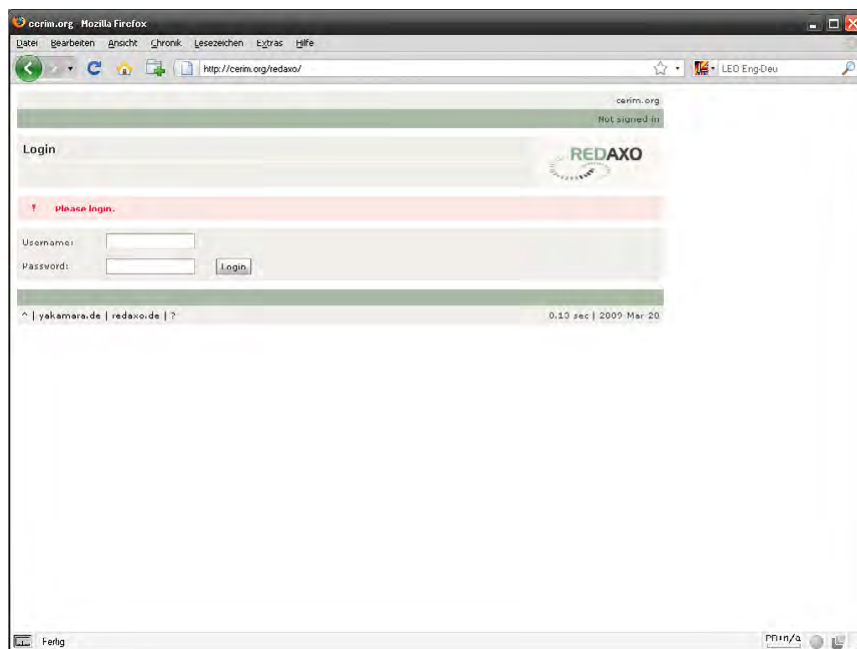 cerim.org - Mozilla Firefox
Datei Bearbeiten Ansicht Chronik Lesezeichen Extras Hilfe
http://cerim.org/redaxo/ LEO Eng-Deu
cerim.org
Not signed in
Login
REDAXO
! Please login.
Username:
Password: Login
^ | yakamara.de | redaxo.de | ? 0.13 sec | 2009 Mar 20
Fertig PR: n/a